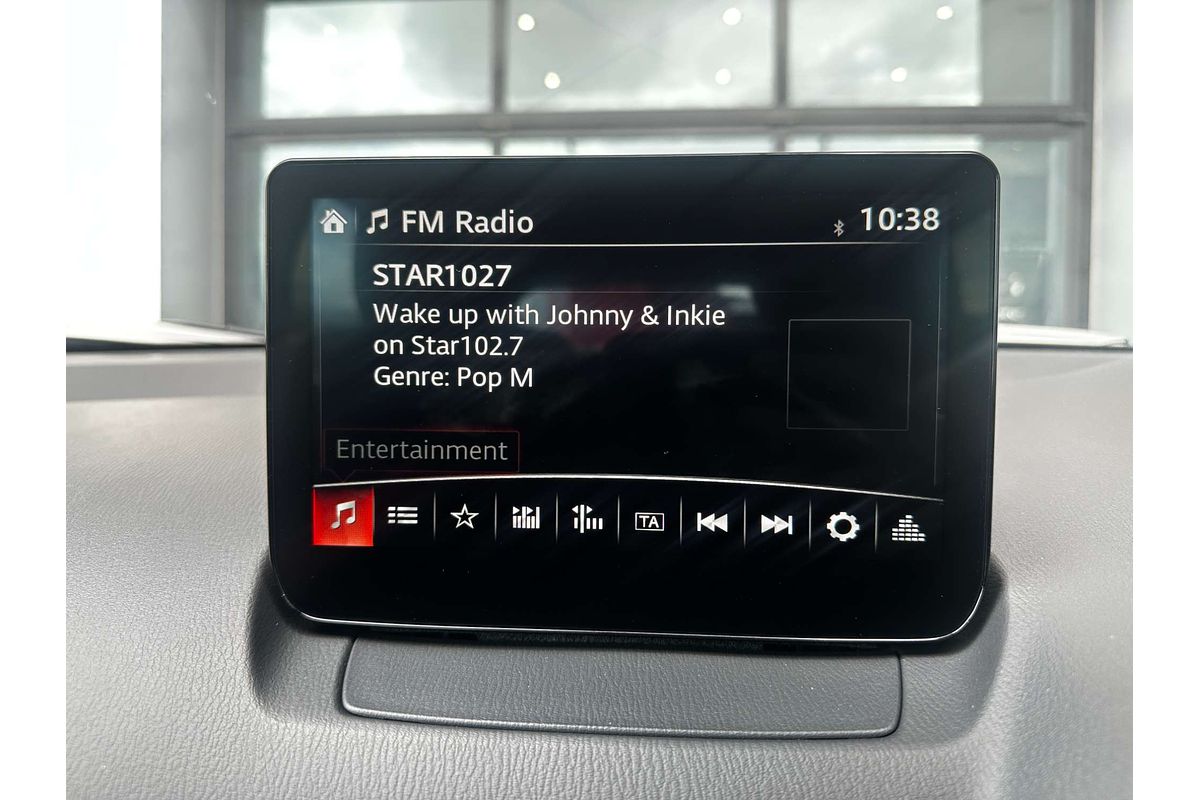 FM Radio
10:38
STAR1027
Wake up with Johnny & Inkie
on Star102.7
Genre: Pop M
Entertainment
TA